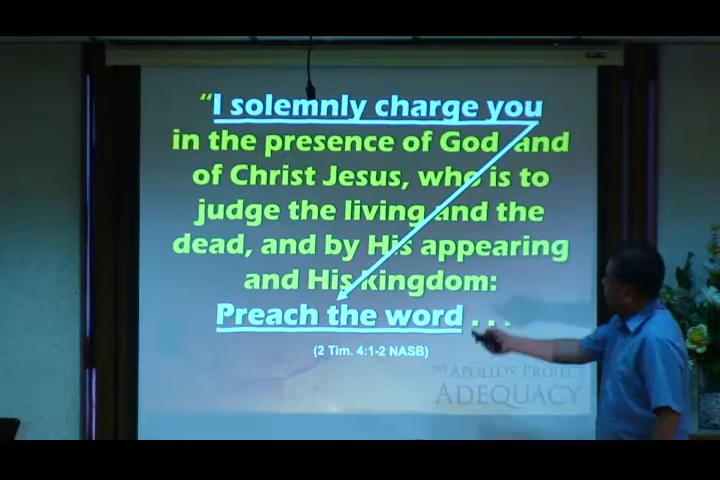 “I solemnly charge you
in the presence of God and
of Christ Jesus, who is to
judge the living and the
dead, and by His appearing
and His kingdom:
Preach the word . . .
(2 Tim. 4:1-2 NASB)
THE APOLLOS PROJECT
ADEQUACY